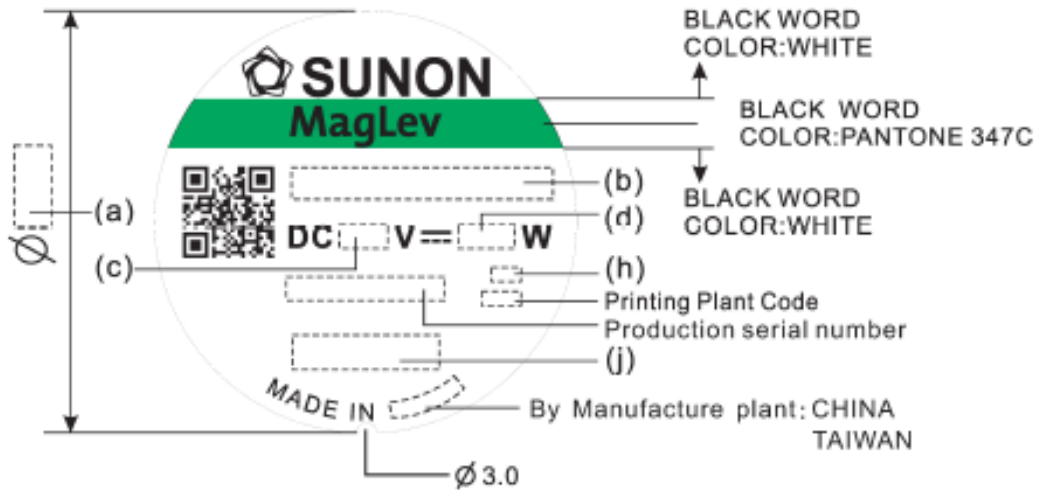 BLACK WORD
COLOR:WHITE
SUNON
MagLev
BLACK WORD
COLOR:PANTONE 347C
(b)
BLACK WORD
COLOR:WHITE
(a)
(d)
DC V W
Ø
(c)
(h)
Printing Plant Code
Production serial number
(j)
MADE IN
By Manufacture plant: CHINA
TAIWAN
Ø3.0